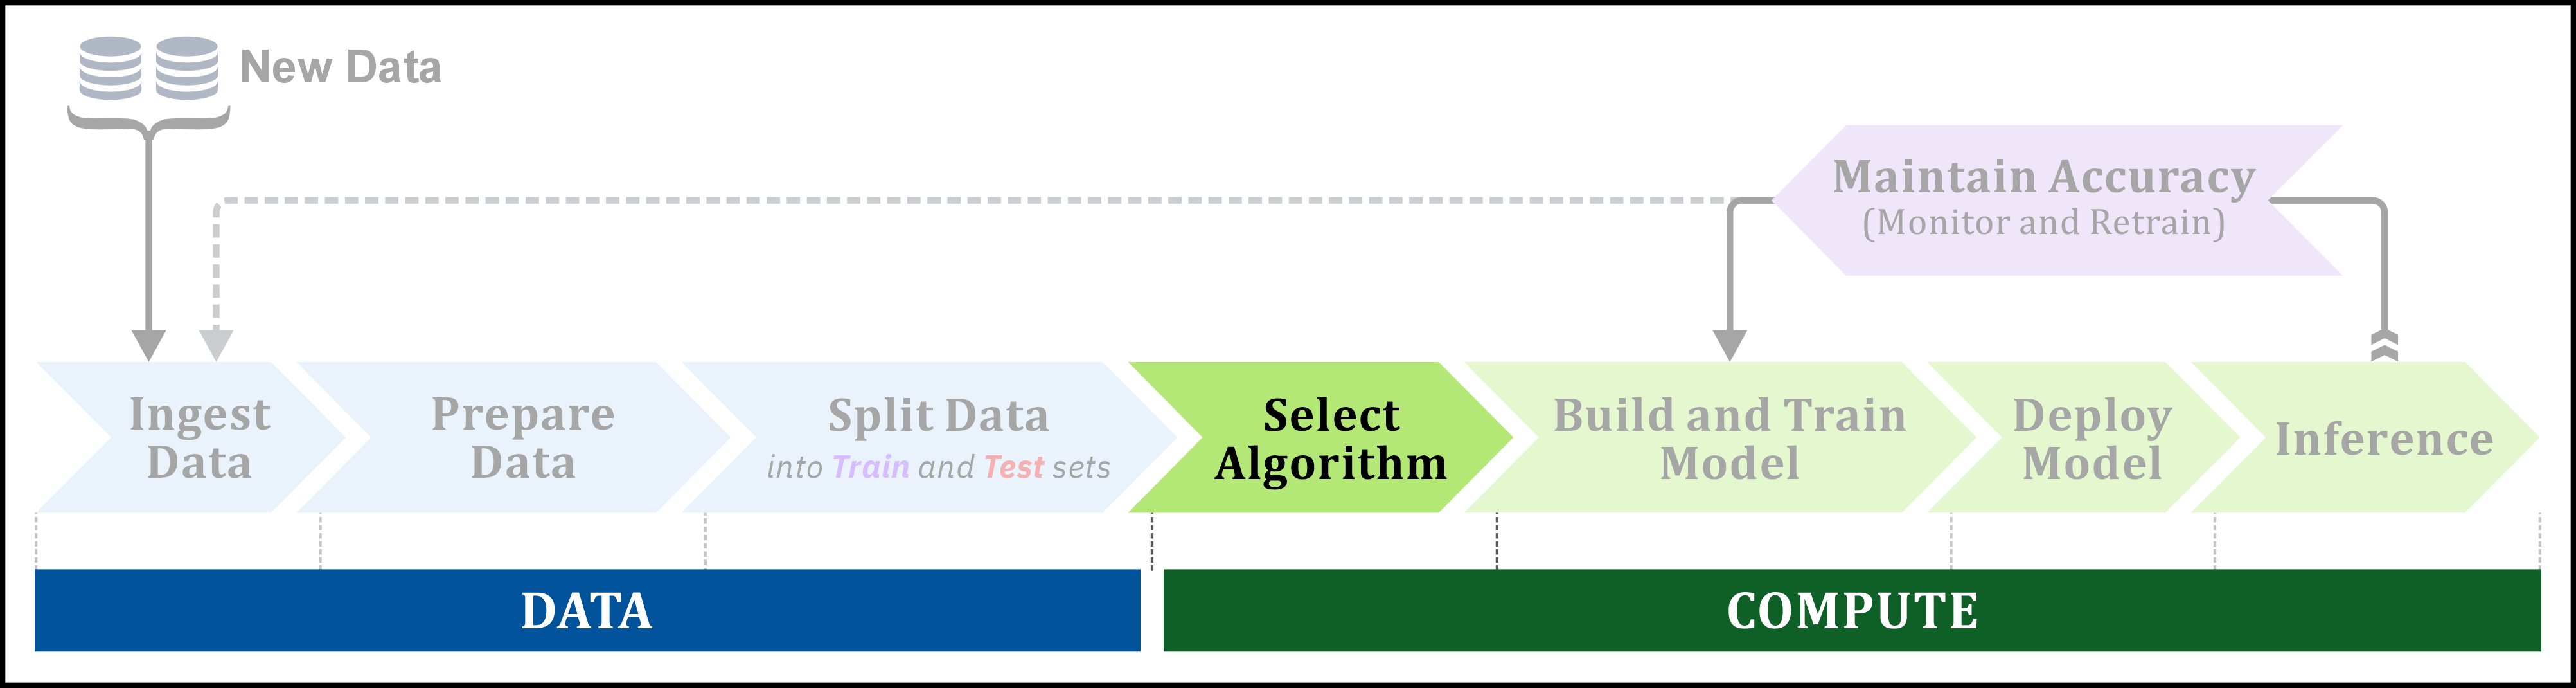 New Data
Maintain Accuracy
(Monitor and Retrain)
Ingest
Data
Prepare
Data
Split Data
into Train and Test sets
Select
Algorithm
Build and Train
Model
Deploy
Model
Inference
DATA
COMPUTE